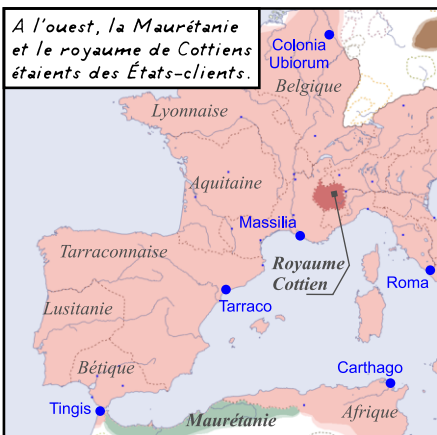 A l'ouest, la Maurétanie
et le royaume de Cottiens
étaients des États-clients.
Colonia
Ubiorum
Belgique
Lyonnaise
Aquitaine
Massilia
Tarraconnaise
Royaume
Cottien
Roma
Lusitanie
Tarraco
Bétique
Carthago
Tingis
Maurétanie
Afrique